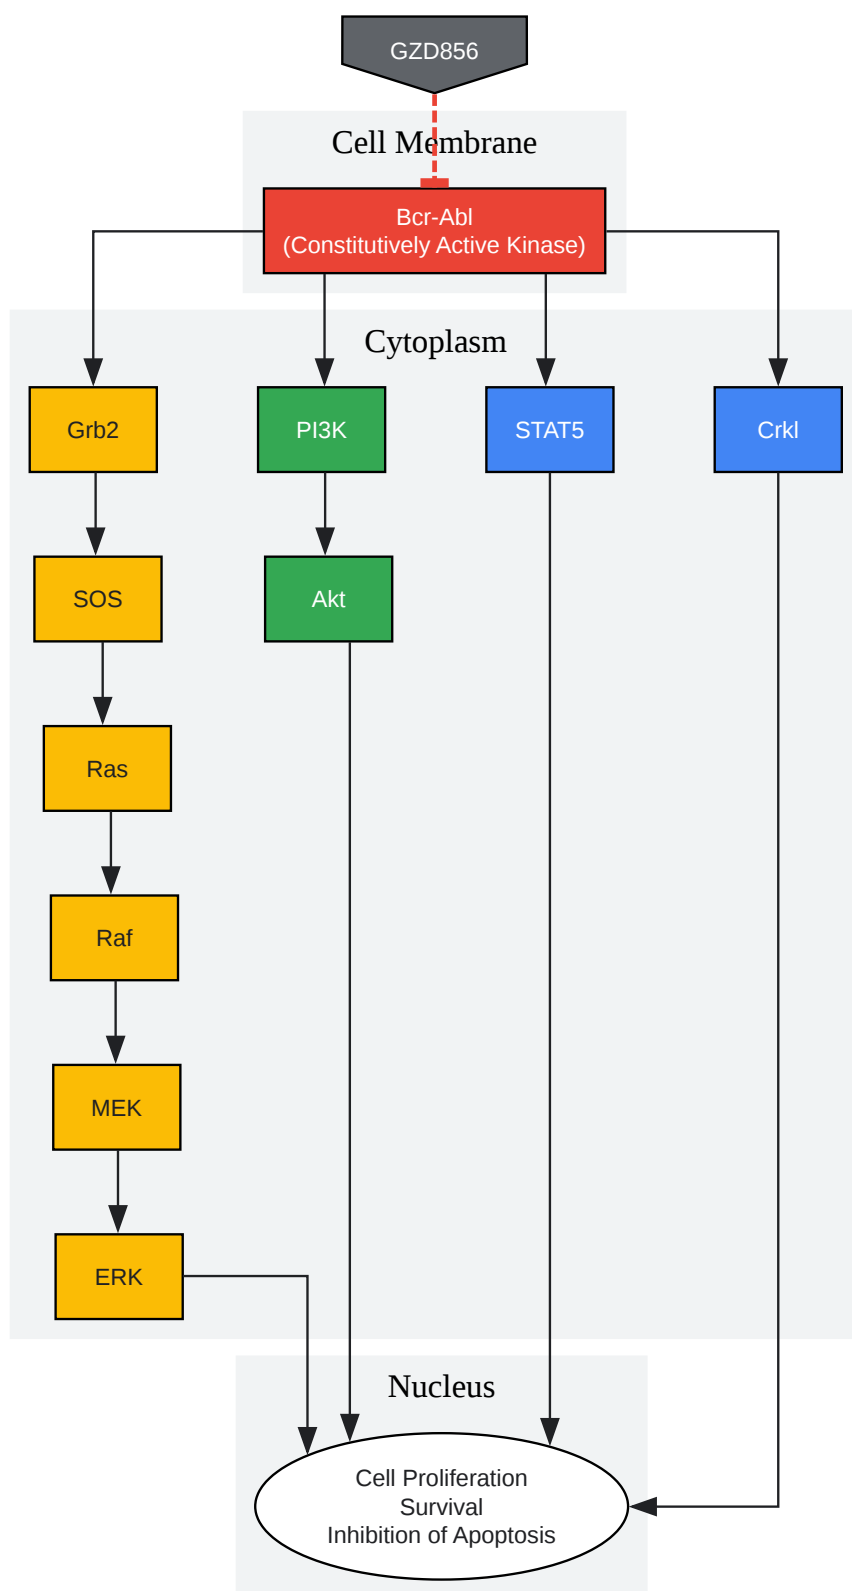 GZD856
Cell Membrane
Bcr-Abl
(Constitutively Active Kinase)
Cytoplasm
Grb2
PI3K
STAT5
Crkl
SOS
Akt
Ras
Raf
MEK
ERK
Nucleus
Cell Proliferation
Survival
Inhibition of Apoptosis